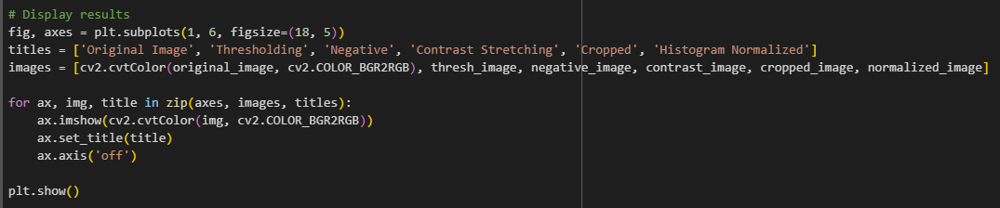 # Display results
fig, axes = plt.subplots(1, 6, figsize=(18, 5))
titles = ['Original Image', 'Thresholding', 'Negative', 'Contrast Stretching', 'Cropped', 'Histogram Normalized']
images = [cv2.cvtColor(original_image, cv2.COLOR_BGR2RGB), thresh_image, negative_image, contrast_image, cropped_image, normalized_image]

for ax, img, title in zip(axes, images, titles):
    ax.imshow(cv2.cvtColor(img, cv2.COLOR_BGR2RGB))
    ax.set_title(title)
    ax.axis('off')

plt.show()